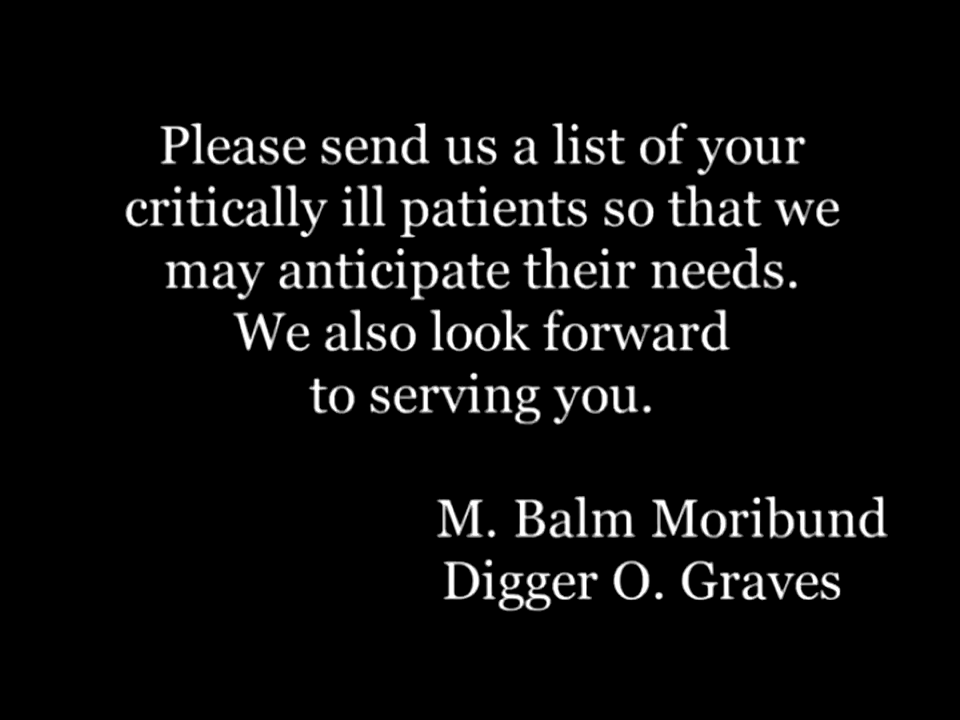 Please send us a list of your
critically ill patients so that we
may anticipate their needs.
We also look forward
to serving you.
M. Balm Moribund
Digger O. Graves